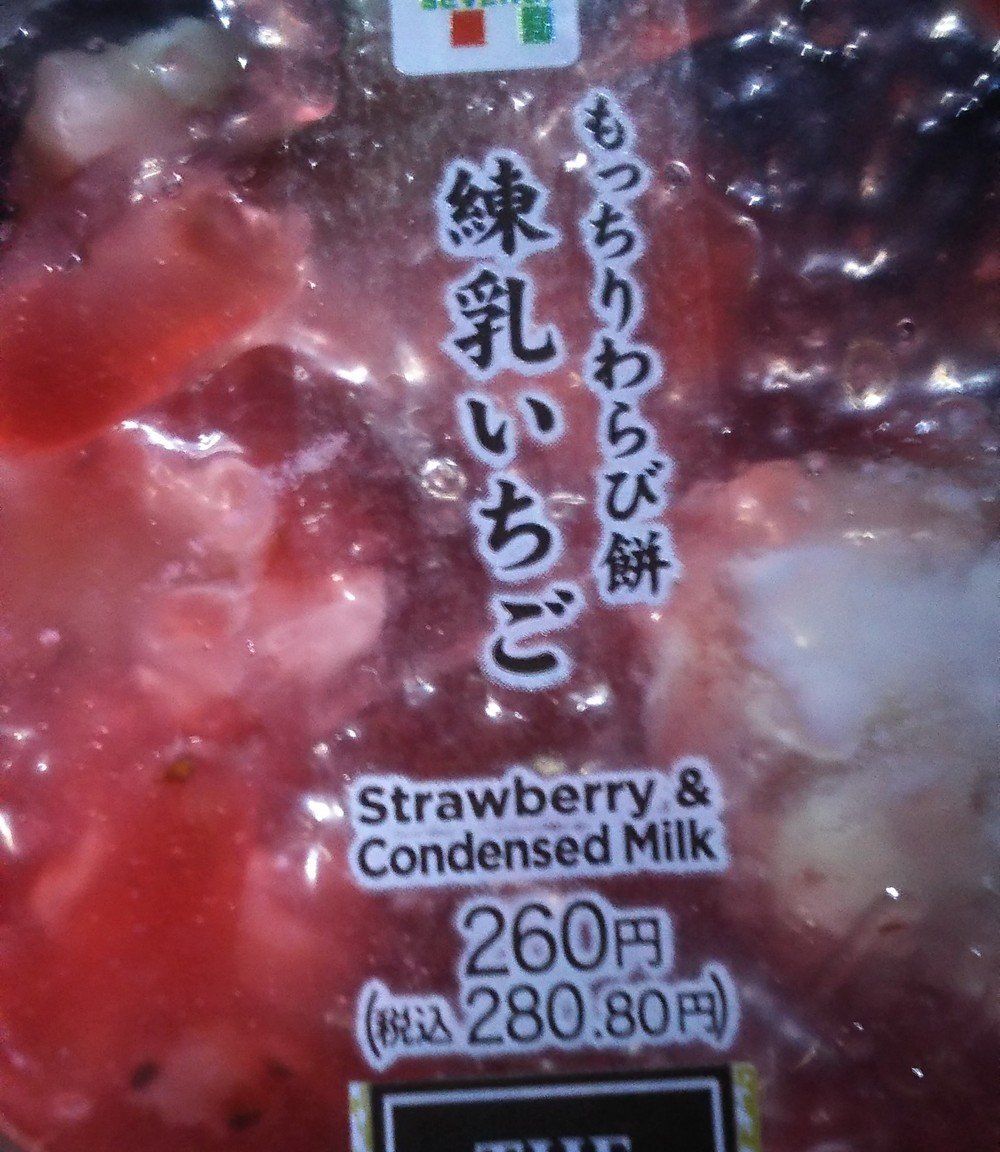 もっちりわらび餅
練乳いちご
Strawberry &
Condensed Milk
260円
(税込 280.80円)
THE